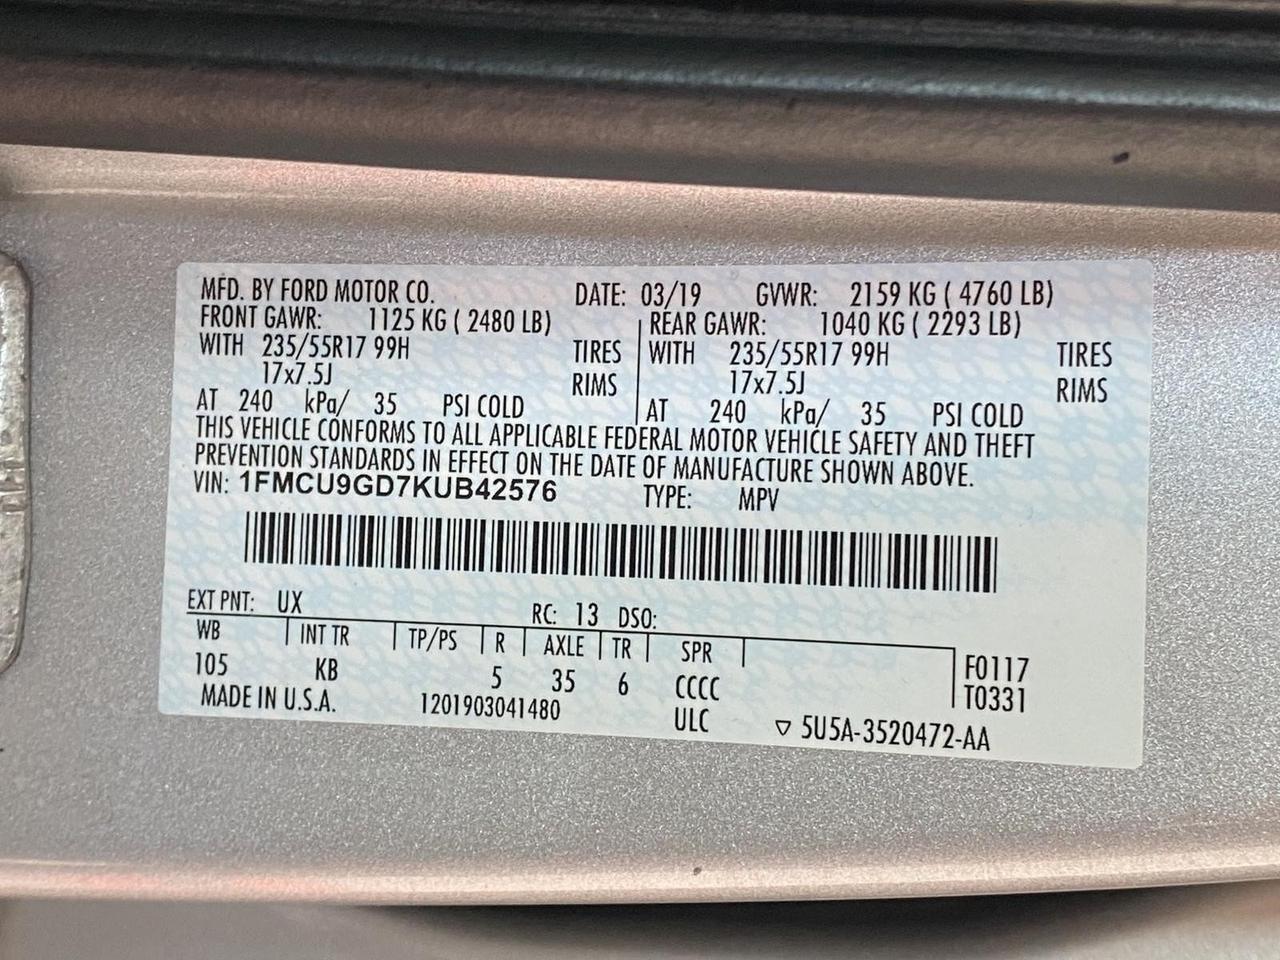 MFD. BY FORD MOTOR CO. DATE: 03/19 GVWR: 2159 KG ( 4760 LB)
FRONT GAWR: 1125 KG ( 2480 LB) REAR GAWR: 1040 KG ( 2293 LB)
WITH 235/55R17 99H TIRES WITH 235/55R17 99H TIRES
17x7.5J RIMS 17x7.5J RIMS
AT 240 kPa/ 35 PSI COLD AT 240 kPa/ 35 PSI COLD
THIS VEHICLE CONFORMS TO ALL APPLICABLE FEDERAL MOTOR VEHICLE SAFETY AND THEFT
PREVENTION STANDARDS IN EFFECT ON THE DATE OF MANUFACTURE SHOWN ABOVE.
VIN: 1FMCU9GD7KUB42576 TYPE: MPV
EXT PNT: UX RC: 13 DSO:
WB INT TR TP/PS R AXLE TR SPR
105 KB 5 35 6 CCCC F0117
T0331
MADE IN U.S.A. 1201903041480 ULC ▽ 5U5A-3520472-AA